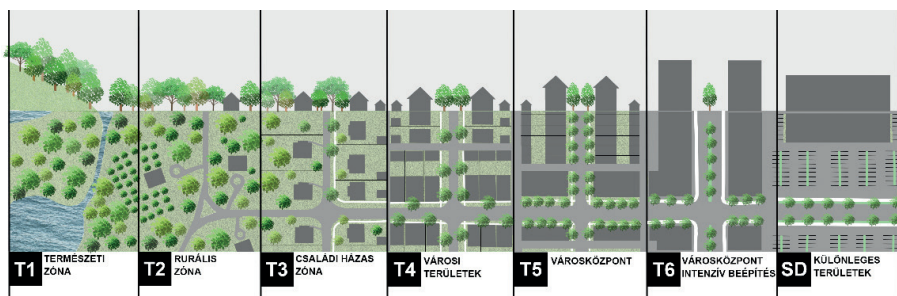 T1 TERMÉSZETI
ZÓNA
T2 RURÁLIS
ZÓNA
T3 CSALÁDI HÁZAS
ZÓNA
T4 VÁROSI
TERÜLETEK
T5 VÁROSKÖZPONT
T6 VÁROSKÖZPONT
INTENZÍV BEÉPÍTÉS
SD KÜLÖNLEGES
TERÜLETEK